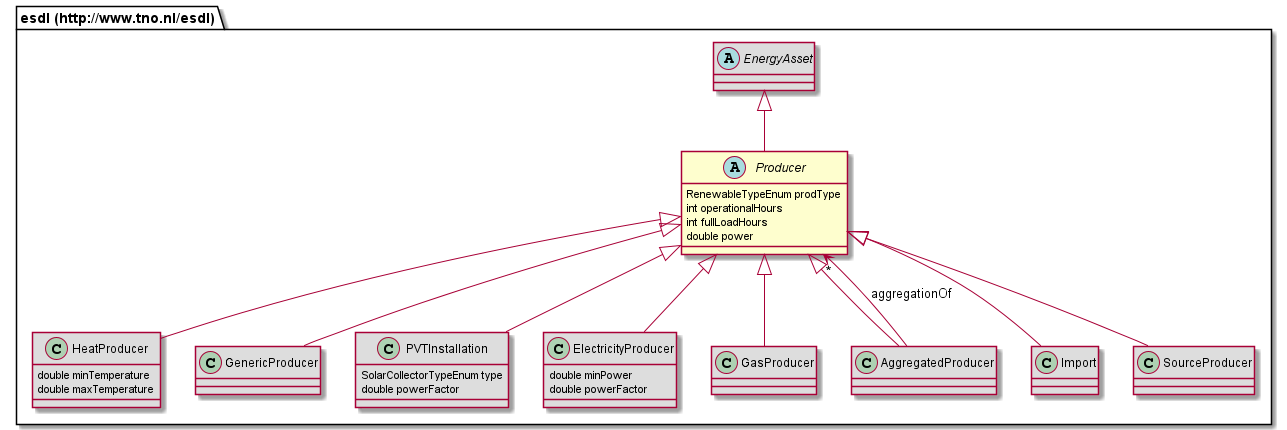 esdl (http://www.tno.nl/esdl)
A EnergyAsset
A Producer
RenewableTypeEnum prodType
int operationalHours
int fullLoadHours
double power
*
aggregationOf
C HeatProducer
double minTemperature
double maxTemperature
C GenericProducer
C PVTInstallation
SolarCollectorTypeEnum type
double powerFactor
C ElectricityProducer
double minPower
double powerFactor
C GasProducer
C AggregatedProducer
C Import
C SourceProducer